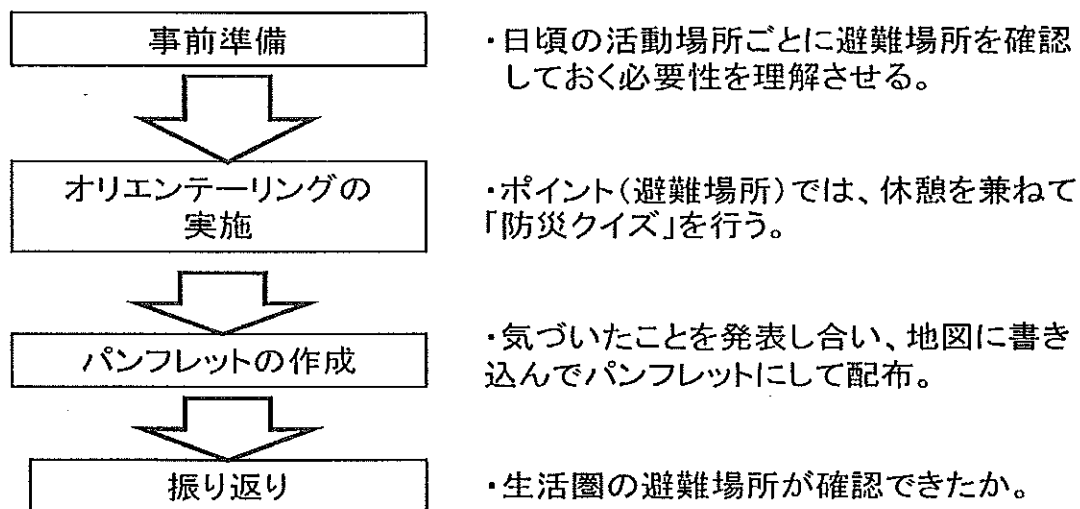 事前準備
・日頃の活動場所ごとに避難場所を確認
しておく必要性を理解させる。
オリエンテーリングの
実施
・ポイント(避難場所)では、休憩を兼ねて
「防災クイズ」を行う。
パンフレットの作成
・気づいたことを発表し合い、地図に書き
込んでパンフレットにして配布。
振り返り
・生活圏の避難場所が確認できたか。